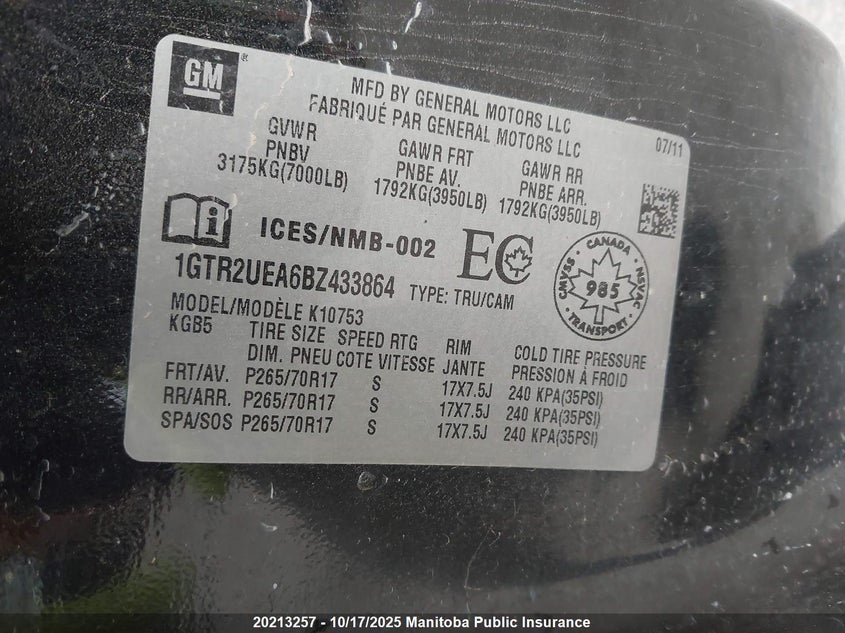 GM
MFD BY GENERAL MOTORS LLC
FABRIQUÉ PAR GENERAL MOTORS LLC
07/11
GVWR GAWR FRT GAWR RR
PNBV PNBE AV. PNBE ARR.
3175KG(7000LB) 1792KG(3950LB) 1792KG(3950LB)
ICES/NMB-002 EC
CANADA
CMVSS 985 NSVAC
TRANSPORT
1GTR2UEA6BZ433864 TYPE: TRU/CAM
MODEL/MODÈLE K10753
KGB5 TIRE SIZE SPEED RTG RIM COLD TIRE PRESSURE
DIM. PNEU COTE VITESSE JANTE PRESSION À FROID
FRT/AV. P265/70R17 S 17X7.5J 240 KPA(35PSI)
RR/ARR. P265/70R17 S 17X7.5J 240 KPA(35PSI)
SPA/SOS P265/70R17 S 17X7.5J 240 KPA(35PSI)
20213257 - 10/17/2025 Manitoba Public Insurance